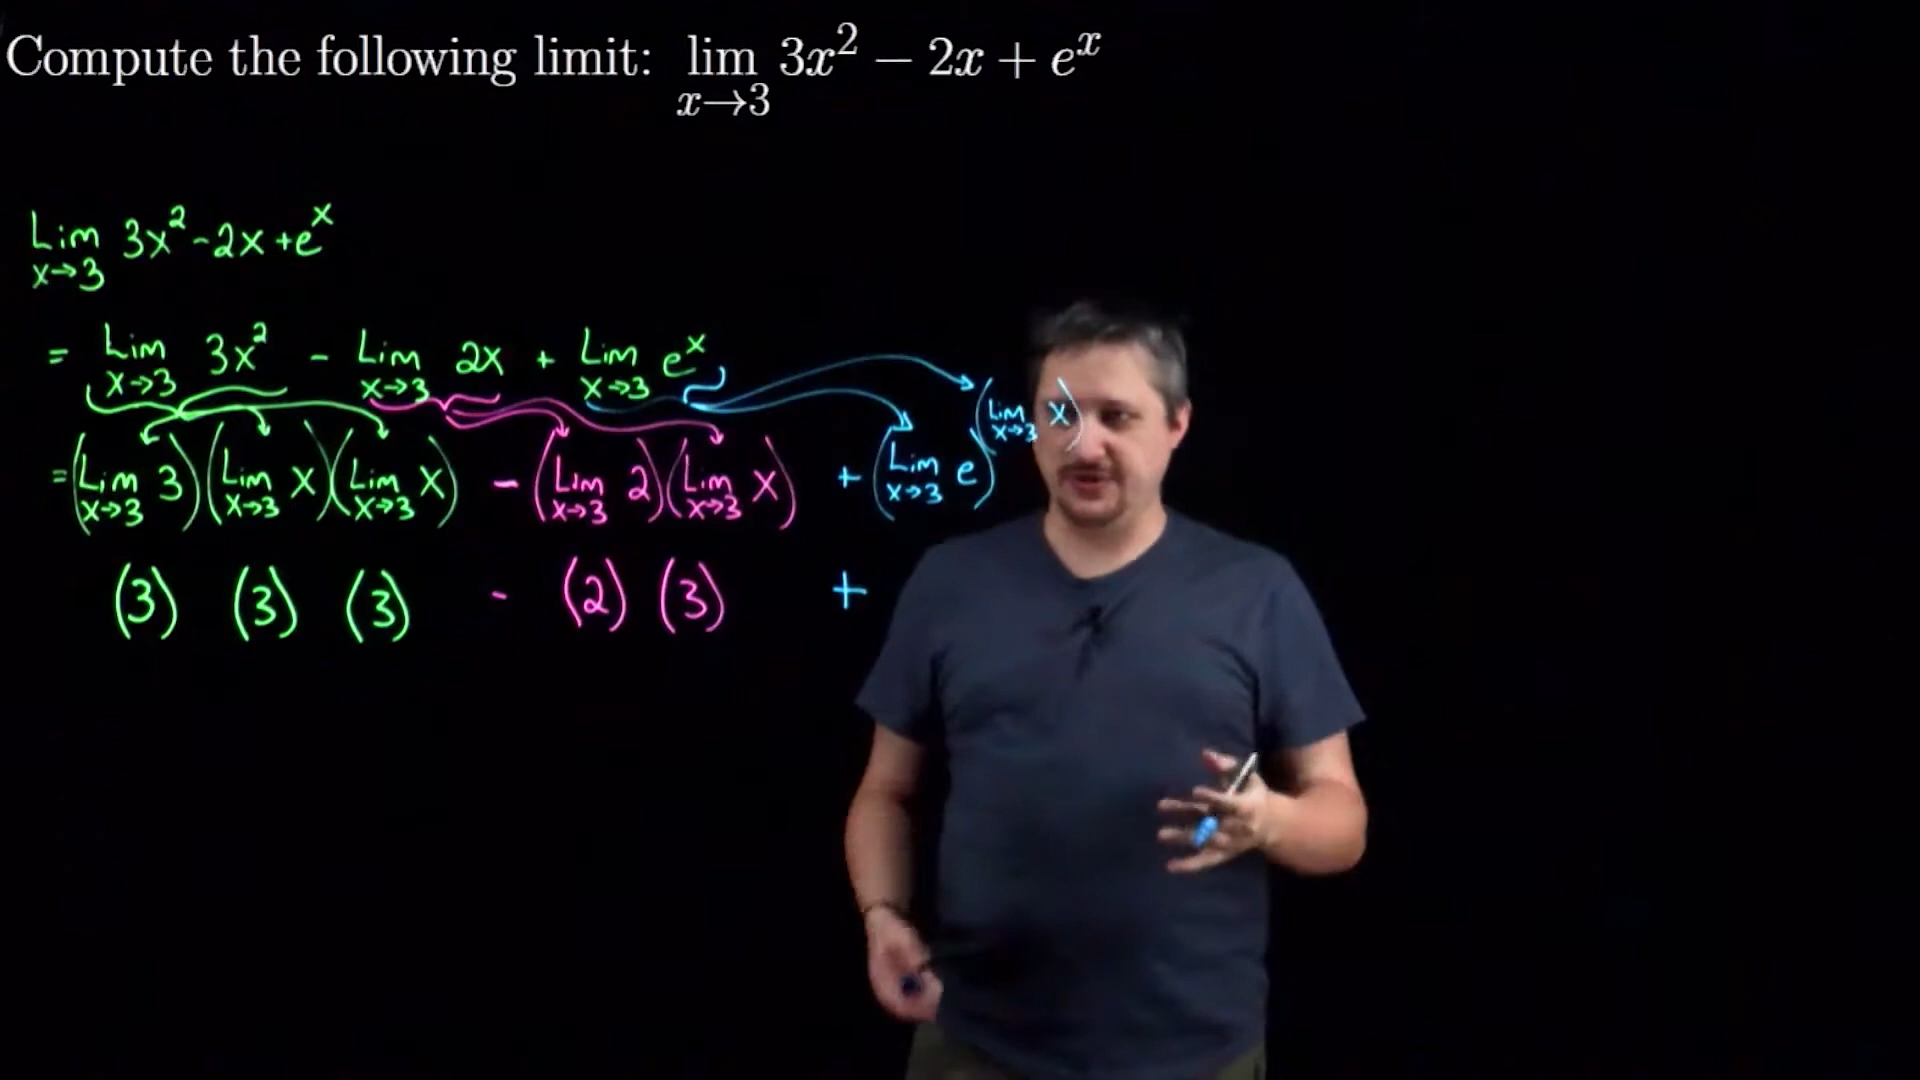 Compute the following limit: lim 3x² − 2x + eˣ
x→3
Lim 3x² - 2x + eˣ
x→3
= Lim 3x² - Lim 2x + Lim eˣ
x→3 x→3 x→3
(Lim x)
x→3
= (Lim 3)(Lim x)(Lim x) - (Lim 2)(Lim x) + (Lim e)
x→3 x→3 x→3 x→3 x→3 x→3
(3) (3) (3) - (2) (3) +